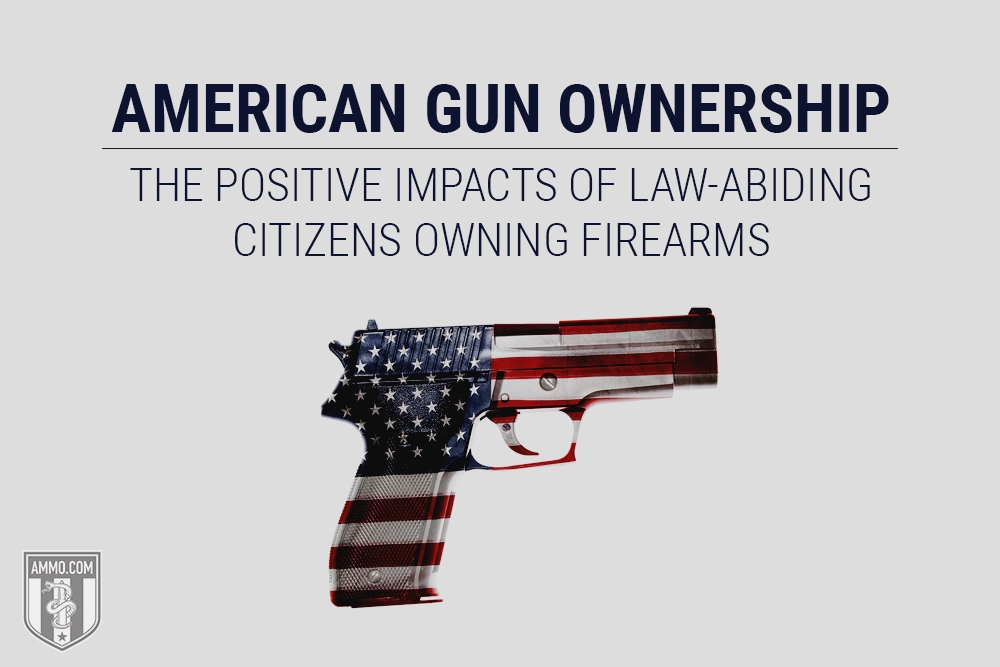 AMERICAN GUN OWNERSHIP
THE POSITIVE IMPACTS OF LAW-ABIDING
CITIZENS OWNING FIREARMS
AMMO.COM